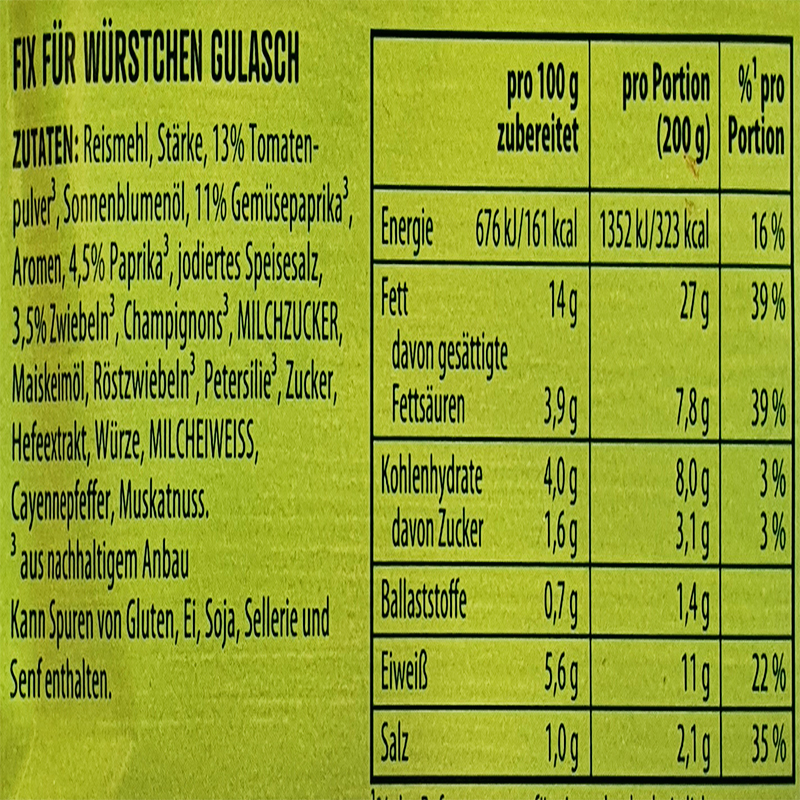 FIX FÜR WÜRSTCHEN GULASCH
ZUTATEN: Reismehl, Stärke, 13% Tomaten-
pulver³, Sonnenblumenöl, 11% Gemüsepaprika³,
Aromen, 4,5% Paprika³, jodiertes Speisesalz,
3,5% Zwiebeln³, Champignons³, MILCHZUCKER,
Maiskeimöl, Röstzwiebeln³, Petersilie³, Zucker,
Hefeextrakt, Würze, MILCHEIWEISS,
Cayennepfeffer, Muskatnuss.
³ aus nachhaltigem Anbau
Kann Spuren von Gluten, Ei, Soja, Sellerie und
Senf enthalten.
pro 100 g pro Portion %¹ pro
zubereitet (200 g) Portion
Energie 676 kJ/161 kcal 1352 kJ/323 kcal 16 %
Fett 14 g 27 g 39 %
davon gesättigte
Fettsäuren 3,9 g 7,8 g 39 %
Kohlenhydrate 4,0 g 8,0 g 3 %
davon Zucker 1,6 g 3,1 g 3 %
Ballaststoffe 0,7 g 1,4 g
Eiweiß 5,6 g 11 g 22 %
Salz 1,0 g 2,1 g 35 %